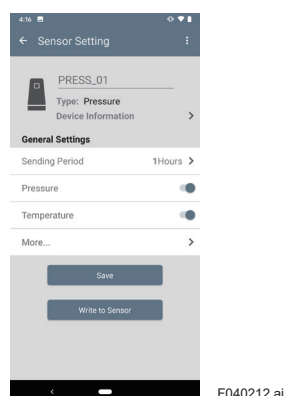 4:16
Sensor Setting
PRESS_01
Type: Pressure
Device Information
General Settings
Sending Period 1Hours
Pressure
Temperature
More...
Save
Write to Sensor
F040212.ai